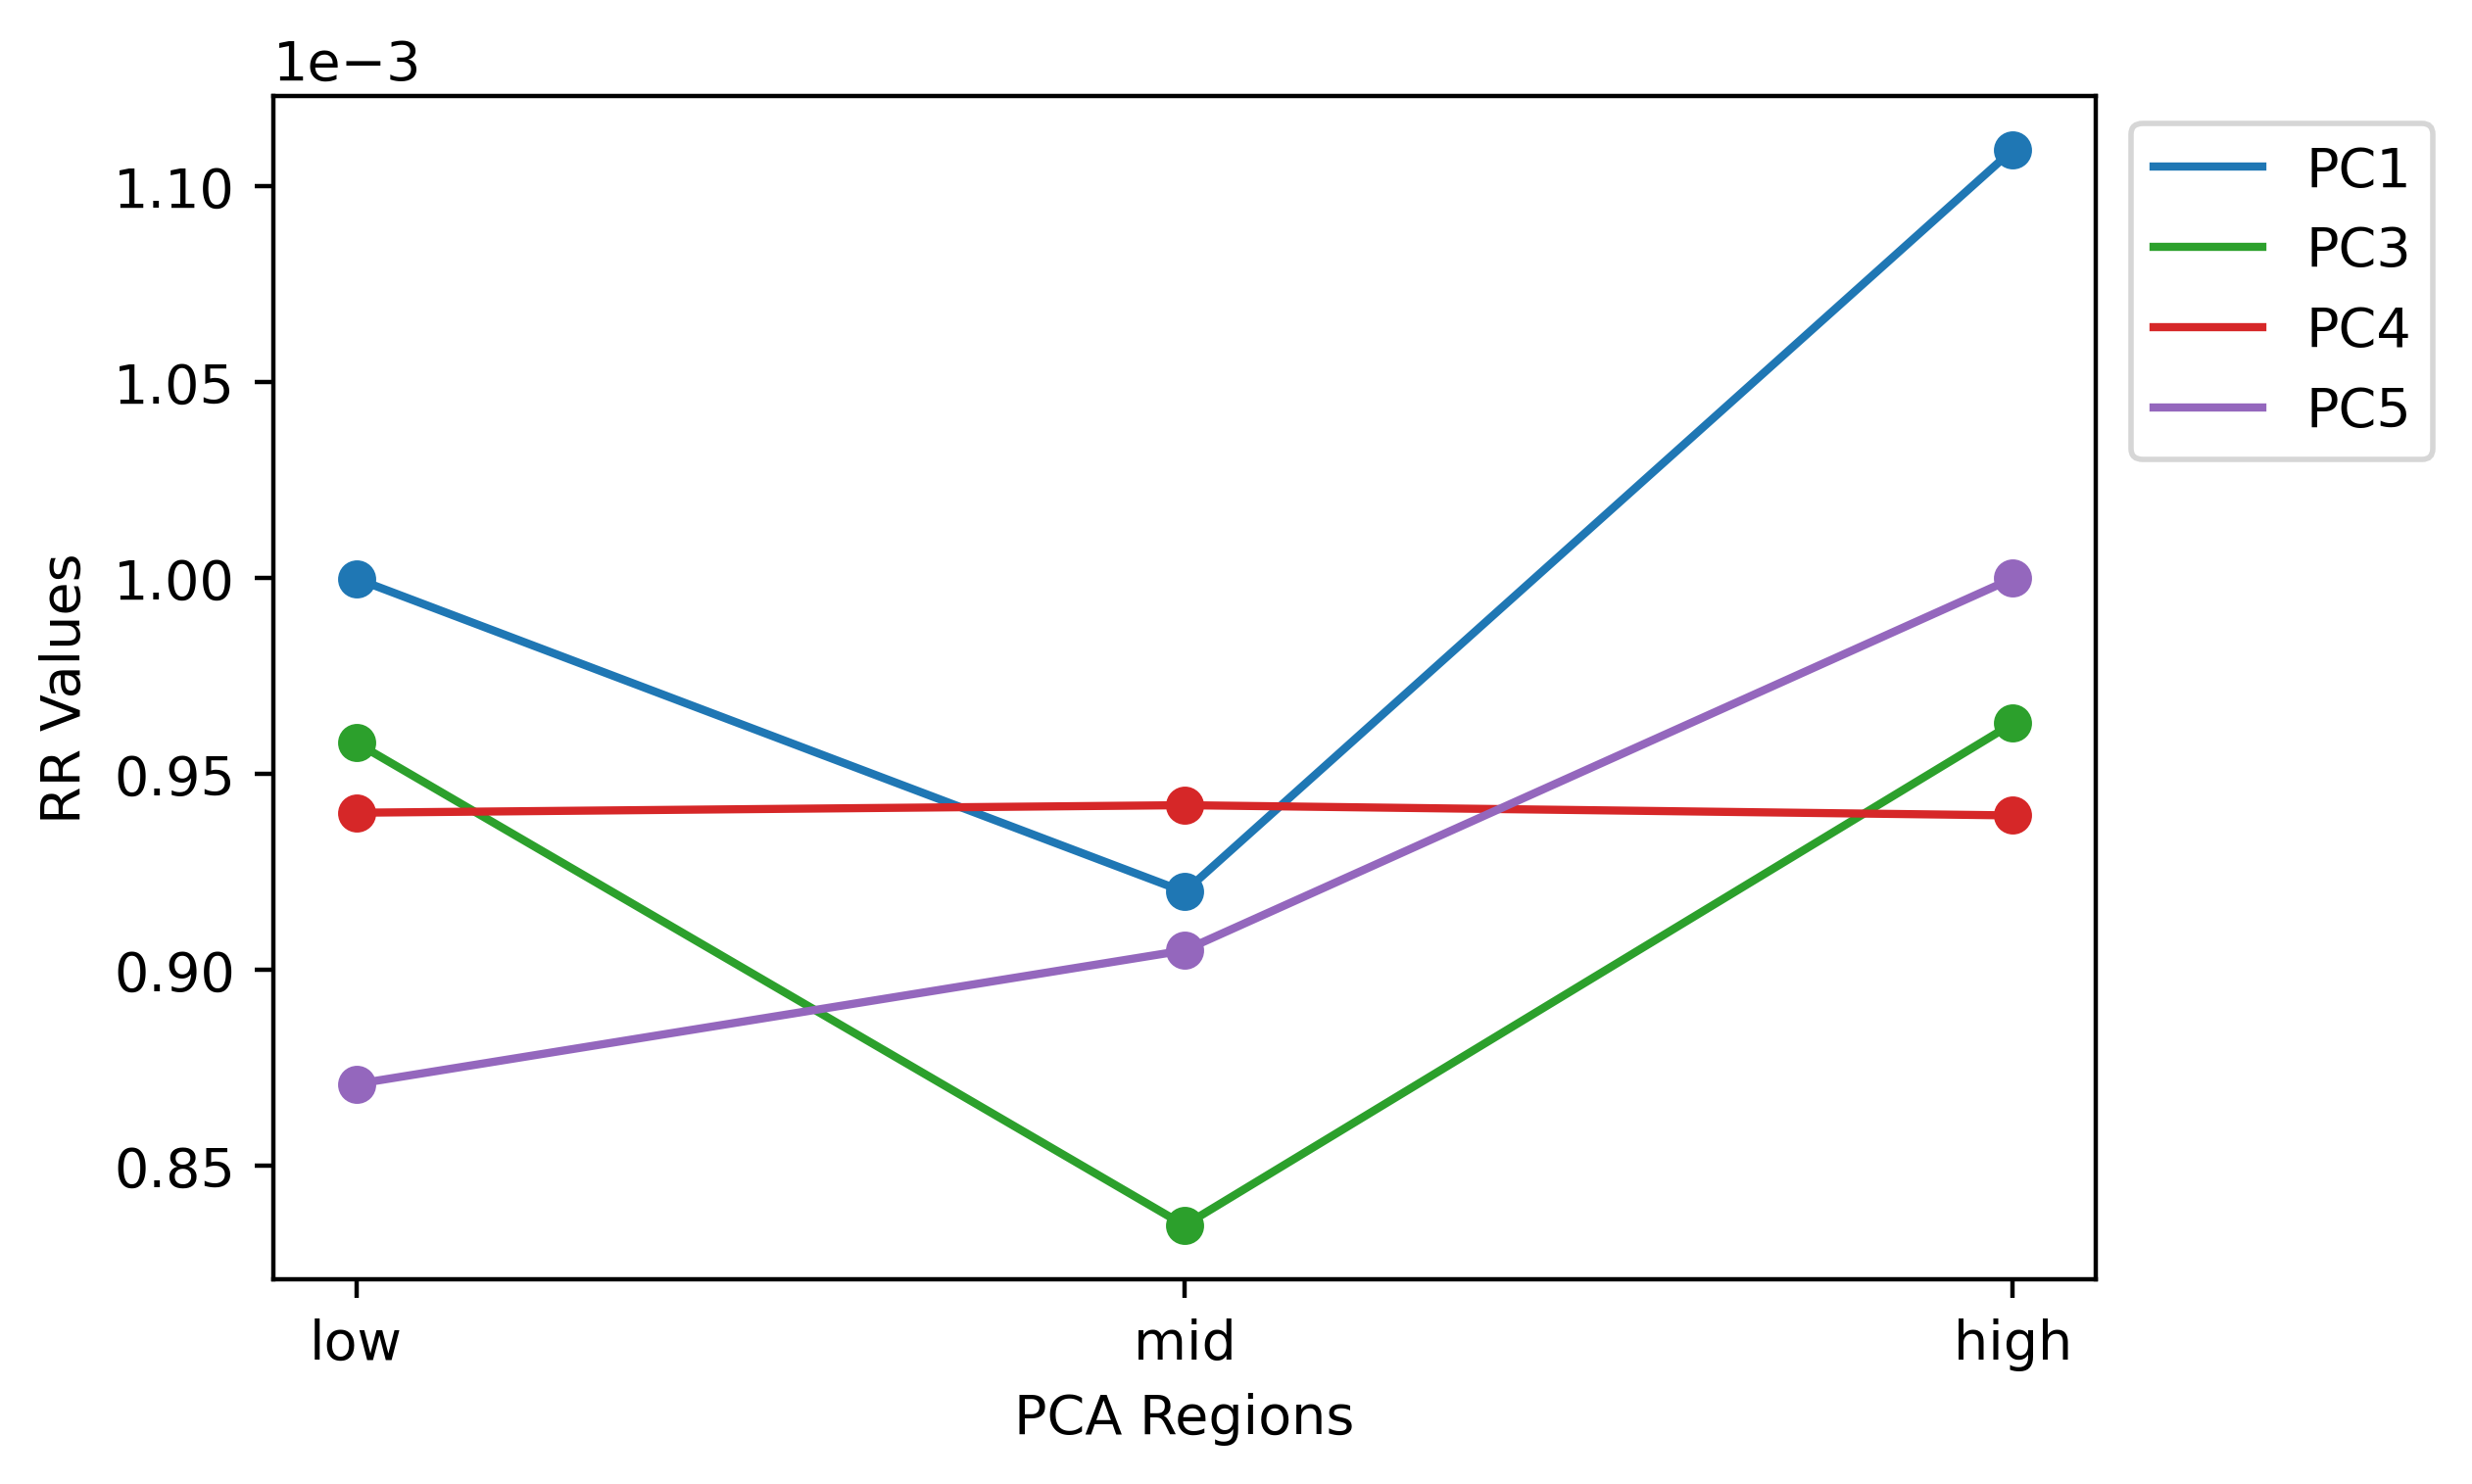 1e−3
1.10
1.05
1.00
0.95
0.90
0.85
RR Values
low
mid
high
PCA Regions
PC1
PC3
PC4
PC5